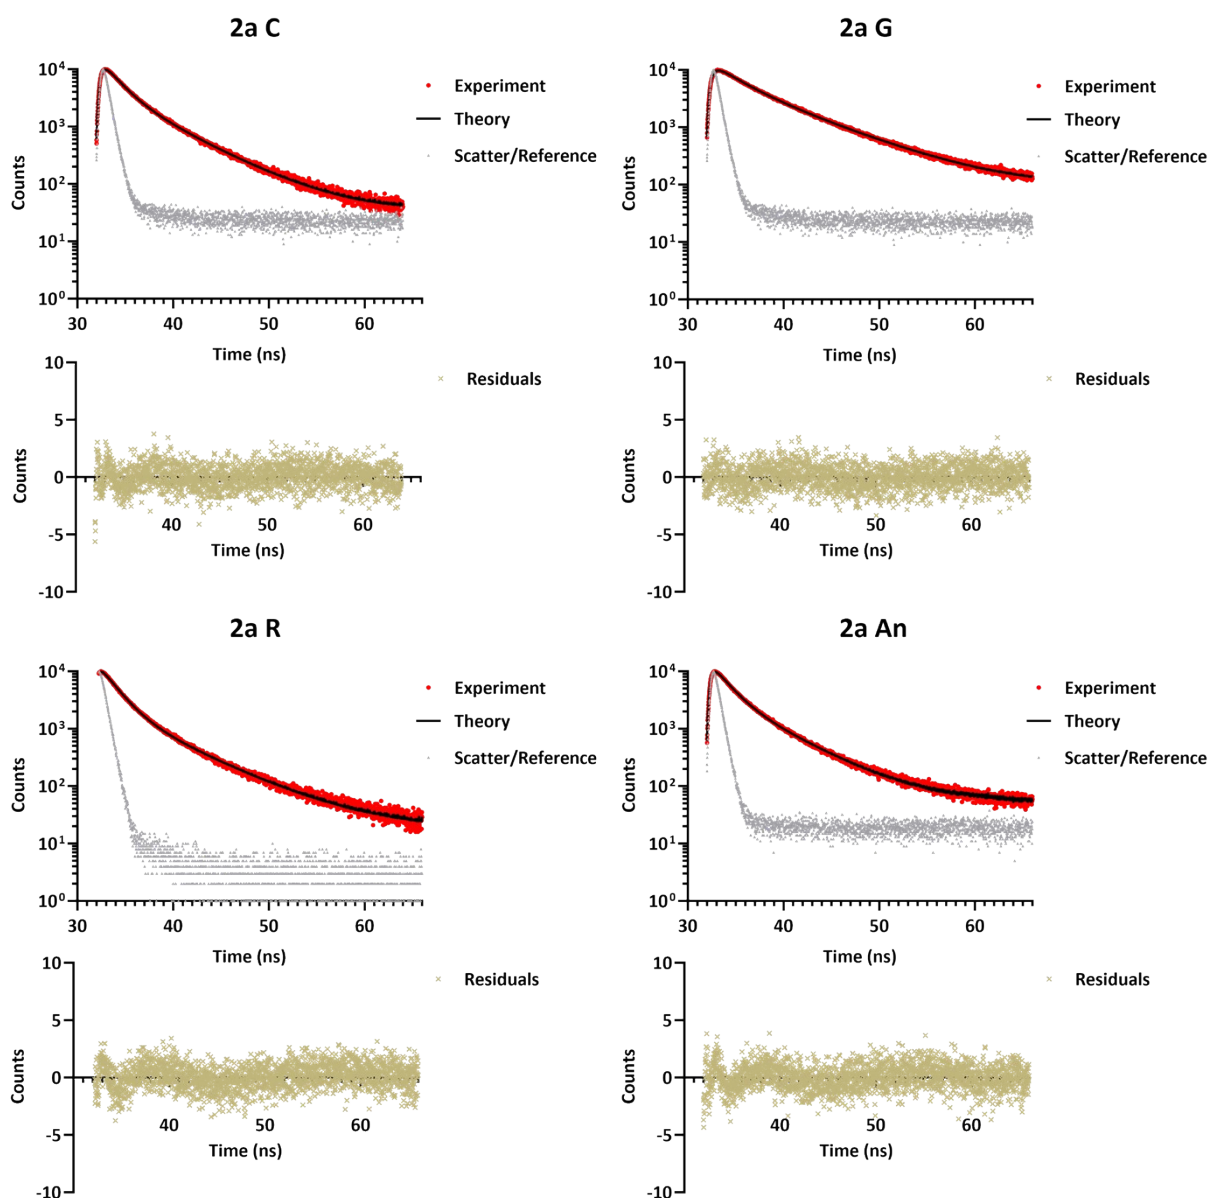 2a C
10⁴
10³
10²
10¹
10⁰
Counts
30 40 50 60
Time (ns)
Experiment
Theory
Scatter/Reference
10
5
0
-5
-10
Counts
40 50 60
Time (ns)
Residuals
2a G
10⁴
10³
10²
10¹
10⁰
Counts
30 40 50 60
Time (ns)
Experiment
Theory
Scatter/Reference
10
5
0
-5
-10
Counts
40 50 60
Time (ns)
Residuals
2a R
10⁴
10³
10²
10¹
10⁰
Counts
30 40 50 60
Time (ns)
Experiment
Theory
Scatter/Reference
10
5
0
-5
-10
Counts
40 50 60
Time (ns)
Residuals
2a An
10⁴
10³
10²
10¹
10⁰
Counts
30 40 50 60
Time (ns)
Experiment
Theory
Scatter/Reference
10
5
0
-5
-10
Counts
40 50 60
Time (ns)
Residuals